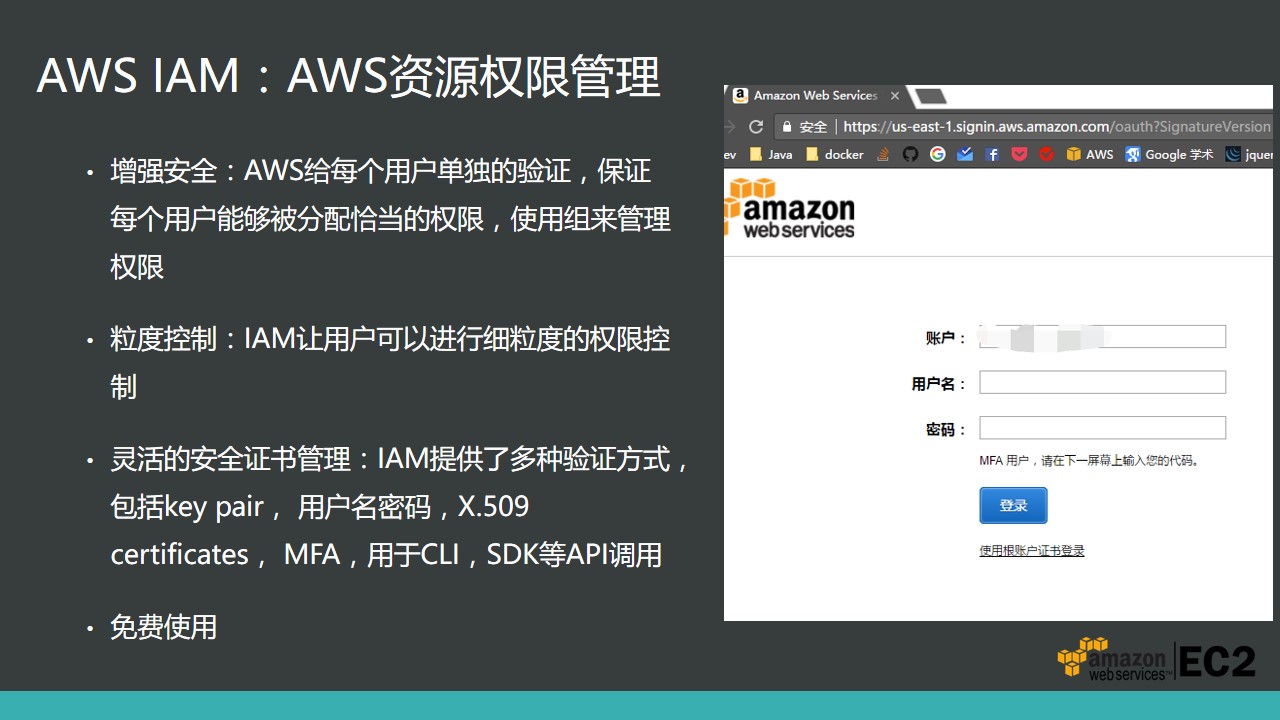 AWS IAM：AWS资源权限管理
• 增强安全：AWS给每个用户单独的验证，保证
每个用户能够被分配恰当的权限，使用组来管理
权限
• 粒度控制：IAM让用户可以进行细粒度的权限控
制
• 灵活的安全证书管理：IAM提供了多种验证方式，
包括key pair， 用户名密码，X.509
certificates， MFA，用于CLI，SDK等API调用
• 免费使用
Amazon Web Services
安全 https://us-east-1.signin.aws.amazon.com/oauth?SignatureVersion
ev Java docker AWS Google 学术 jquer
amazon
web services
账户：
用户名：
密码：
MFA 用户，请在下一屏幕上输入您的代码。
登录
使用根账户证书登录
amazon
web services™ EC2